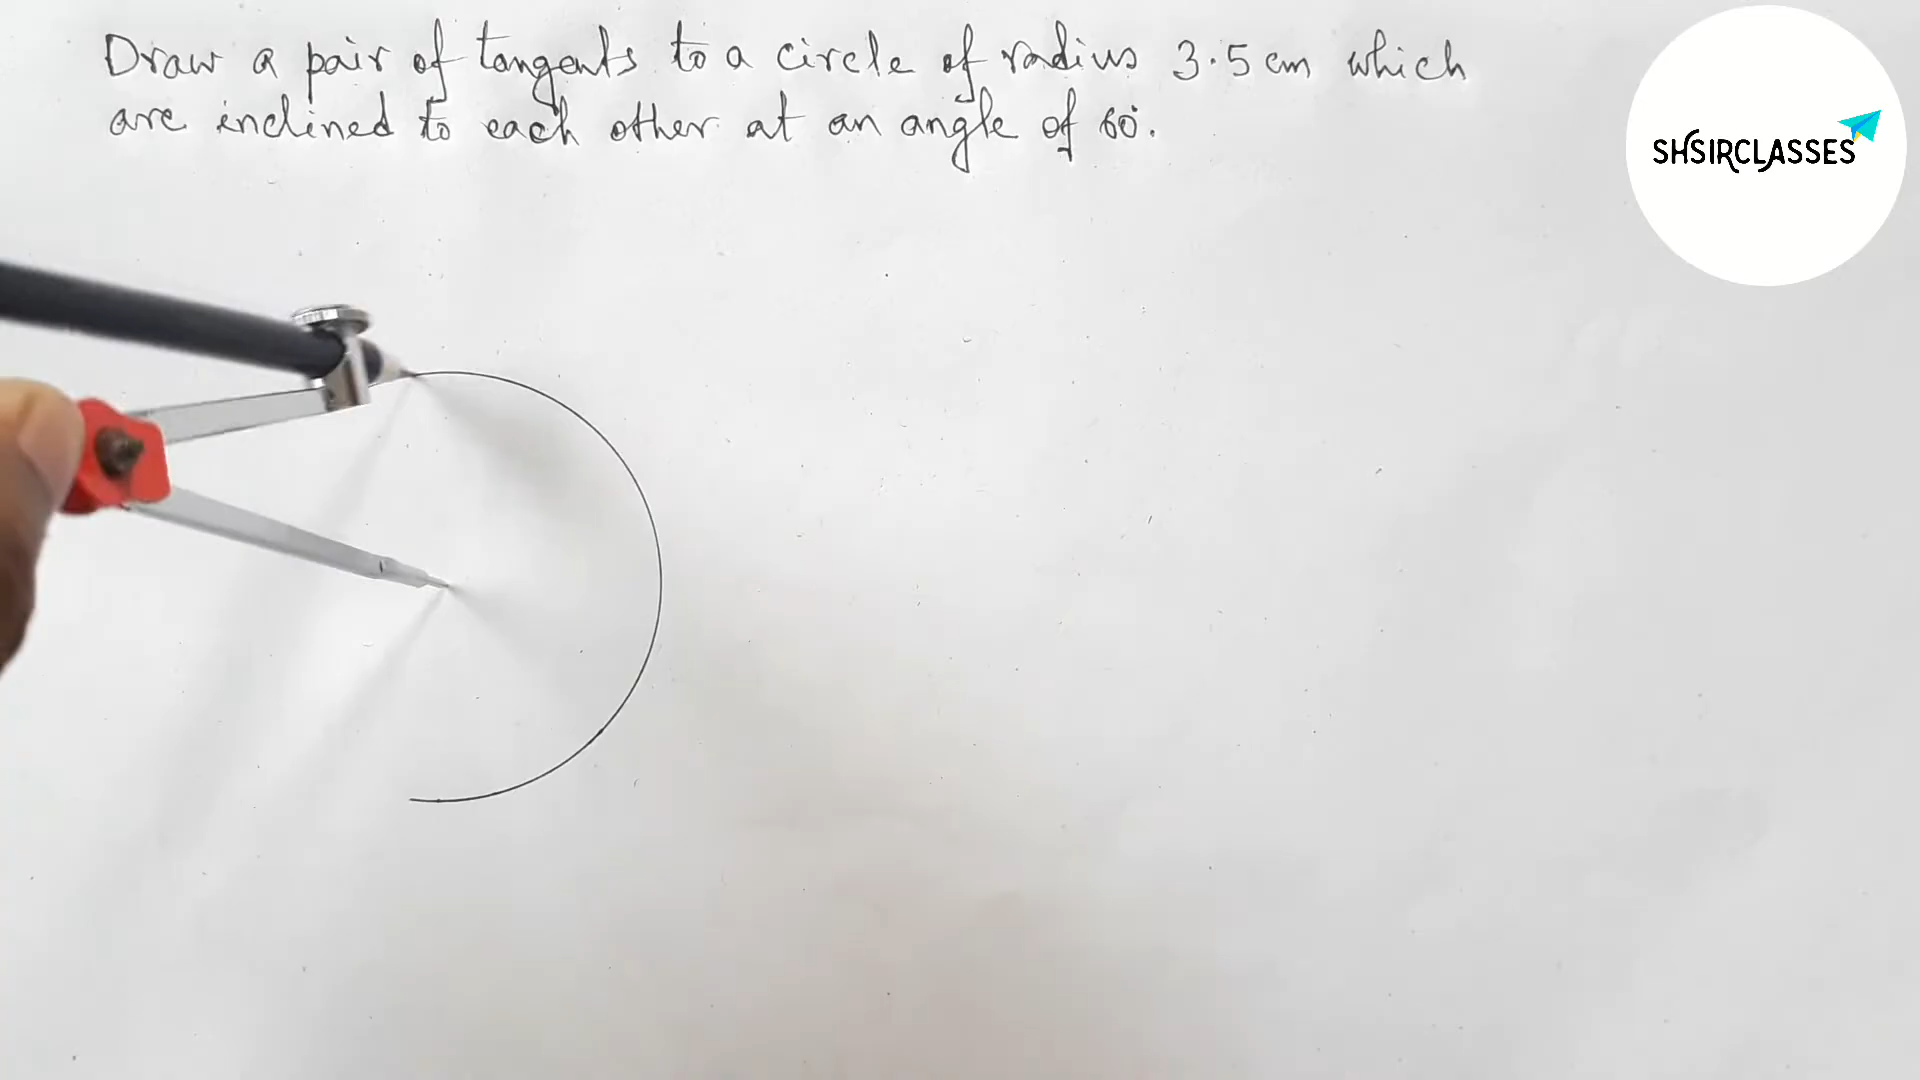 Draw a pair of tangents to a circle of radius 3.5 cm which
are inclined to each other at an angle of 60°.
SHSIRCLASSES